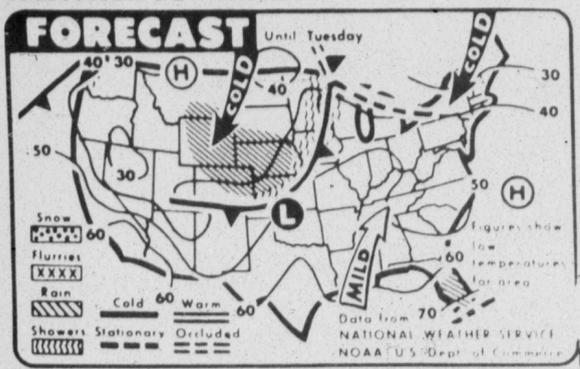 FORECAST
Until Tuesday
COLD
COLD
40 30
H
40
30
40
50
30
50
H
L
Snow
60
Flurries
Rain
Showers
Cold
Warm
Stationary
Occluded
60
60
MILD
60
70
Figures show
low
temperatures
for area
Data from
NATIONAL WEATHER SERVICE
NOAA U S Dept of Commerce